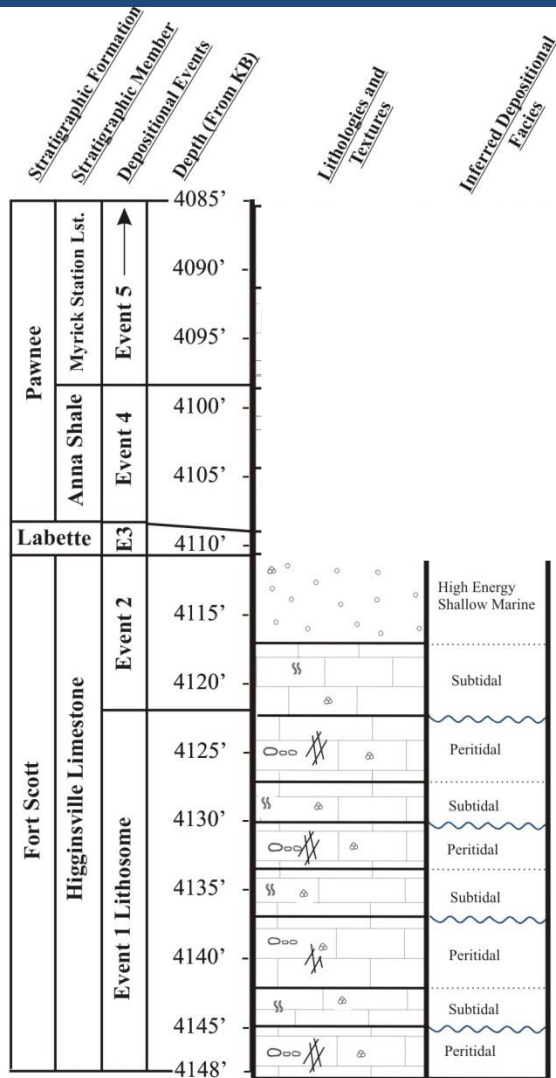 Stratigraphic Formation
Stratigraphic Member
Depositional Events
Depth (From KB)
Lithologies and
Textures
Inferred Depositional
Facies
Pawnee
Labette
Fort Scott
Myrick Station Lst.
Anna Shale
Higginsville Limestone
Event 5
Event 4
E3
Event 2
Event 1 Lithosome
4085’
4090’
4095’
4100’
4105’
4110’
4115’
4120’
4125’
4130’
4135’
4140’
4145’
4148’
High Energy
Shallow Marine
Subtidal
Peritidal
Subtidal
Peritidal
Subtidal
Peritidal
Subtidal
Peritidal